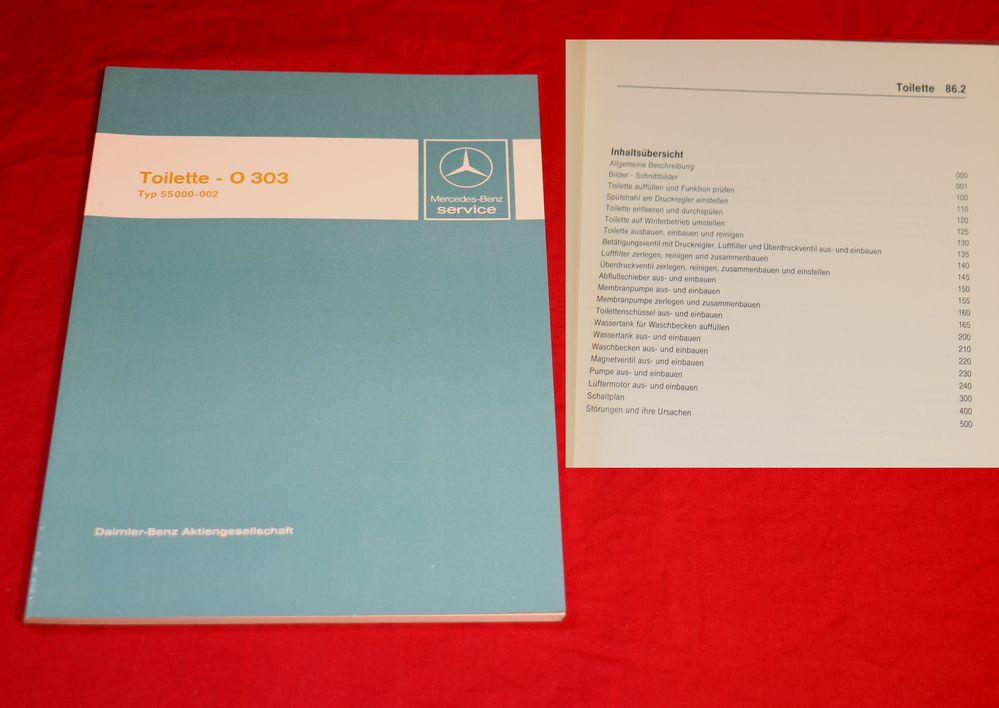 Toilette - O 303
Typ 55000-002
Mercedes-Benz
service
Daimler-Benz Aktiengesellschaft
Toilette 86.2
Inhaltsübersicht
Allgemeine Beschreibung 000
Bilder - Schnittbilder 001
Toilette auffüllen und Funktion prüfen 100
Spülstrahl am Druckregler einstellen 110
Toilette entleeren und durchspülen 120
Toilette auf Winterbetrieb umstellen 125
Toilette ausbauen, einbauen und reinigen 130
Betätigungsventil mit Druckregler, Luftfilter und Überdruckventil aus- und einbauen 135
Luftfilter zerlegen, reinigen und zusammenbauen 140
Überdruckventil zerlegen, reinigen, zusammenbauen und einstellen 145
Abflußschieber aus- und einbauen 150
Membranpumpe aus- und einbauen 155
Membranpumpe zerlegen und zusammenbauen 160
Toilettenschüssel aus- und einbauen 165
Wassertank für Waschbecken auffüllen 200
Wassertank aus- und einbauen 210
Waschbecken aus- und einbauen 220
Magnetventil aus- und einbauen 230
Pumpe aus- und einbauen 240
Lüftermotor aus- und einbauen 300
Schaltplan 400
Störungen und ihre Ursachen 500